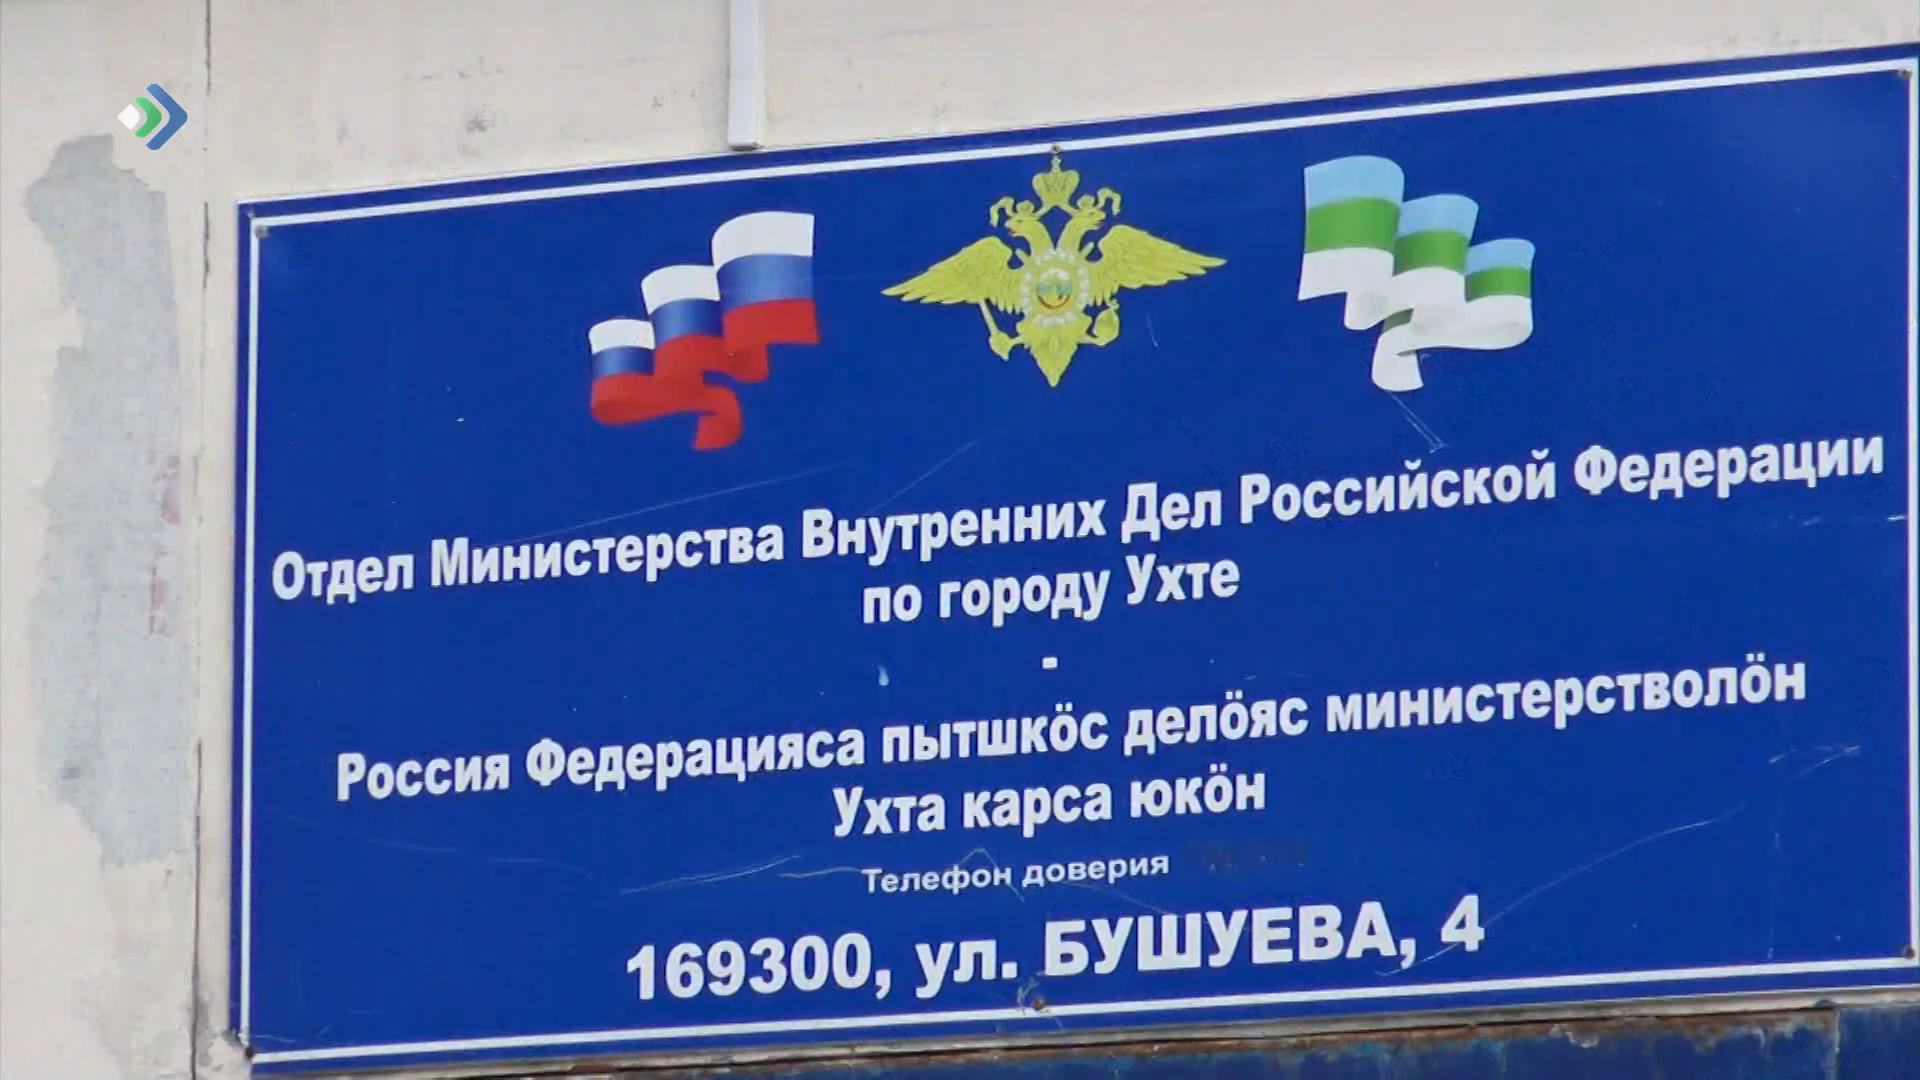 Отдел Министерства Внутренних Дел Российской Федерации
по городу Ухте
-
Россия Федерацияса пытшкӧс делӧяс министерстволӧн
Ухта карса юкӧн
Телефон доверия
169300, ул. БУШУЕВА, 4